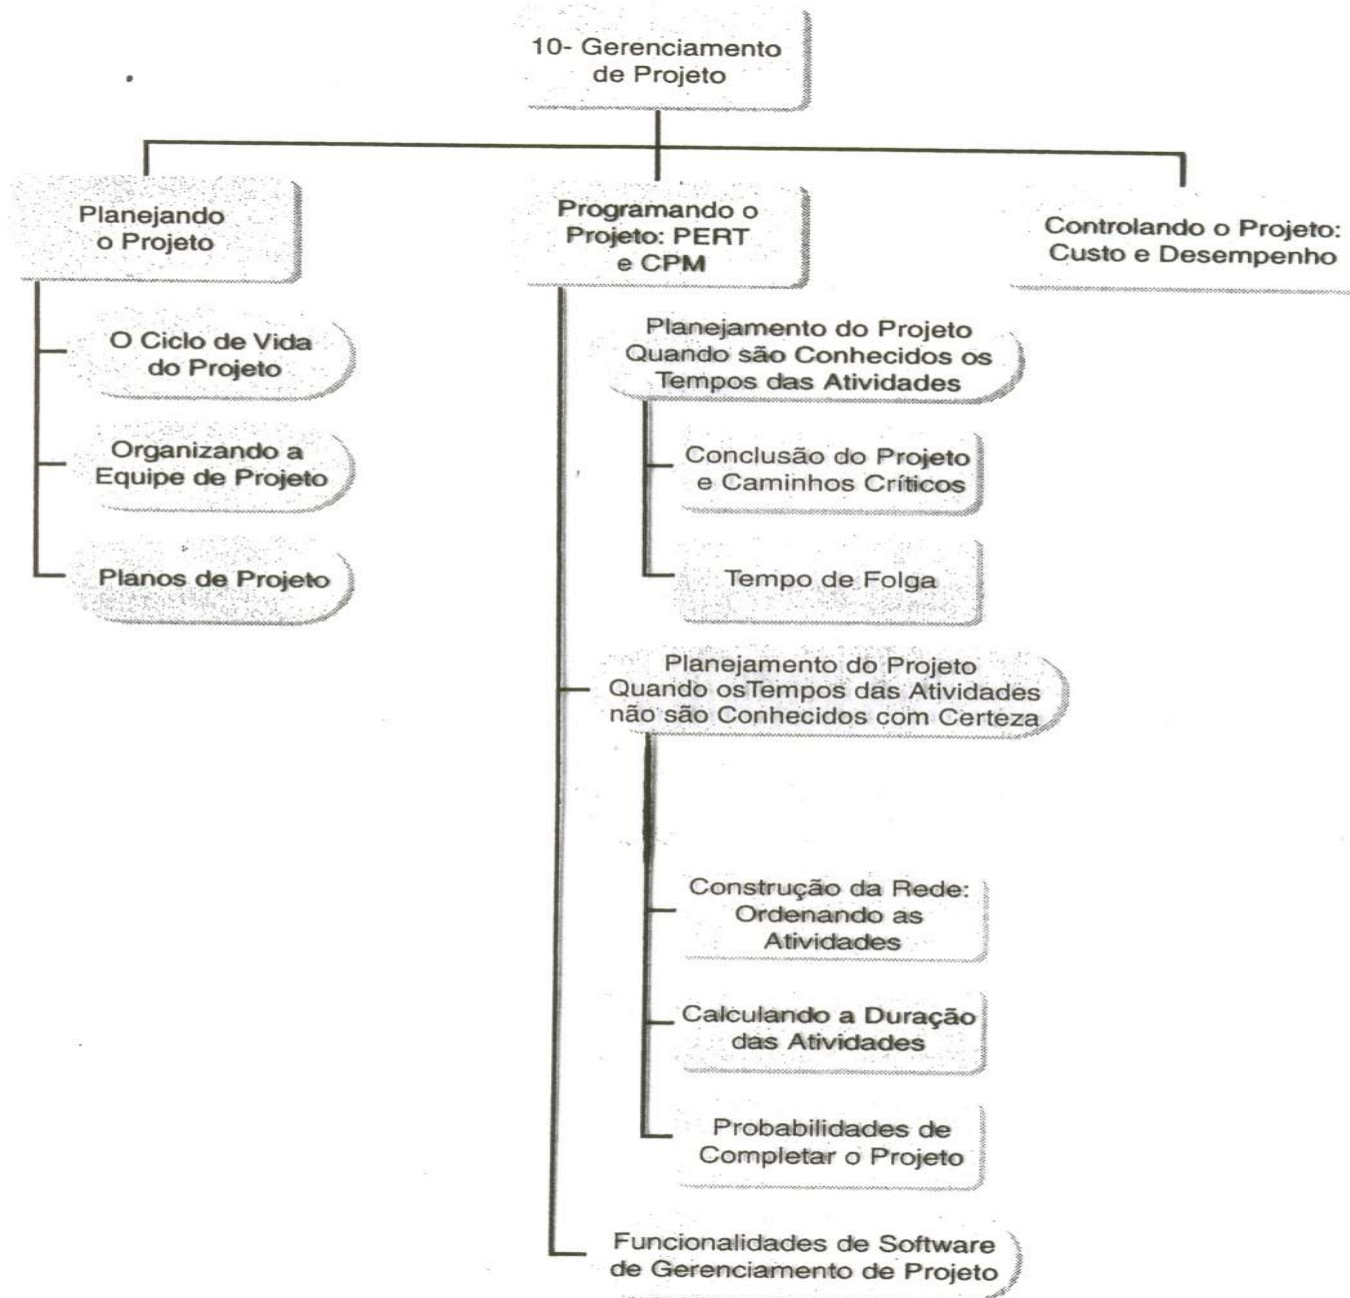 10- Gerenciamento
de Projeto
Planejando
o Projeto
Programando o
Projeto: PERT
e CPM
Controlando o Projeto:
Custo e Desempenho
O Ciclo de Vida
do Projeto
Organizando a
Equipe de Projeto
Planos de Projeto
Planejamento do Projeto
Quando são Conhecidos os
Tempos das Atividades
Conclusão do Projeto
e Caminhos Críticos
Tempo de Folga
Planejamento do Projeto
Quando osTempos das Atividades
não são Conhecidos com Certeza
Construção da Rede:
Ordenando as
Atividades
Calculando a Duração
das Atividades
Probabilidades de
Completar o Projeto
Funcionalidades de Software
de Gerenciamento de Projeto